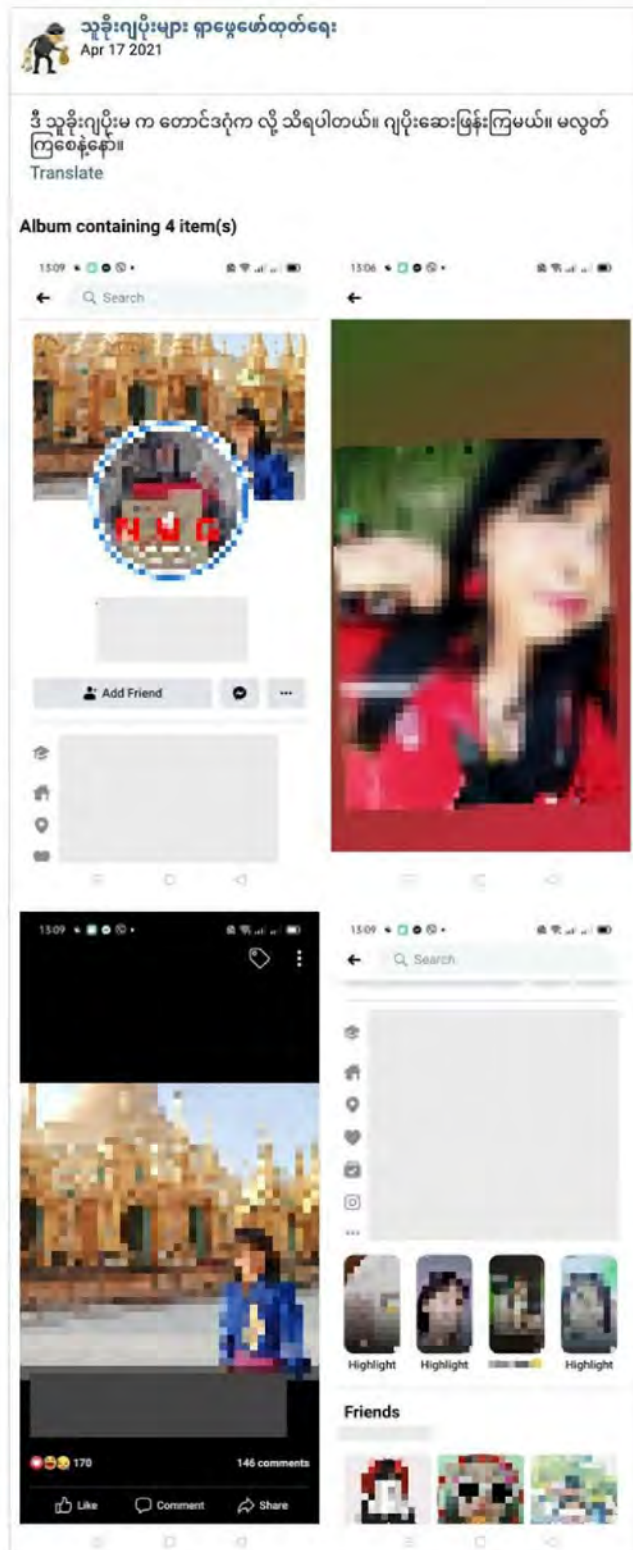 သူခိုးဂျပိုးများ ရှာဖွေဖော်ထုတ်ရေး
Apr 17 2021
ဒီ သူခိုးဂျပိုးမ က တောင်ဒဂုံက လို့ သိရပါတယ်။ ဂျပိုးဆေးဖြန်းကြမယ်။ မလွတ်
ကြစေနဲ့နော်။
Translate
Album containing 4 item(s)
13:09
Search
N U G
Add Friend
13:06
13:09
170
146 comments
Like
Comment
Share
13:09
Search
Highlight
Highlight
Highlight
Friends